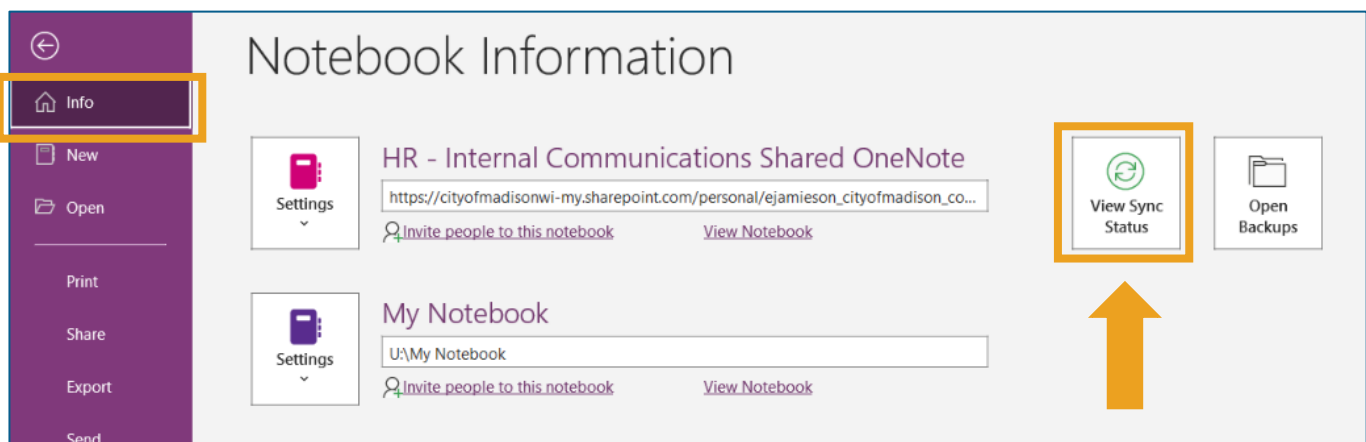 Notebook Information
Info
New
Open
Print
Share
Export
Send
Settings
HR - Internal Communications Shared OneNote
https://cityofmadisonwi-my.sharepoint.com/personal/ejamieson_cityofmadison_co...
Invite people to this notebook
View Notebook
View Sync
Status
Open
Backups
Settings
My Notebook
U:\My Notebook
Invite people to this notebook
View Notebook